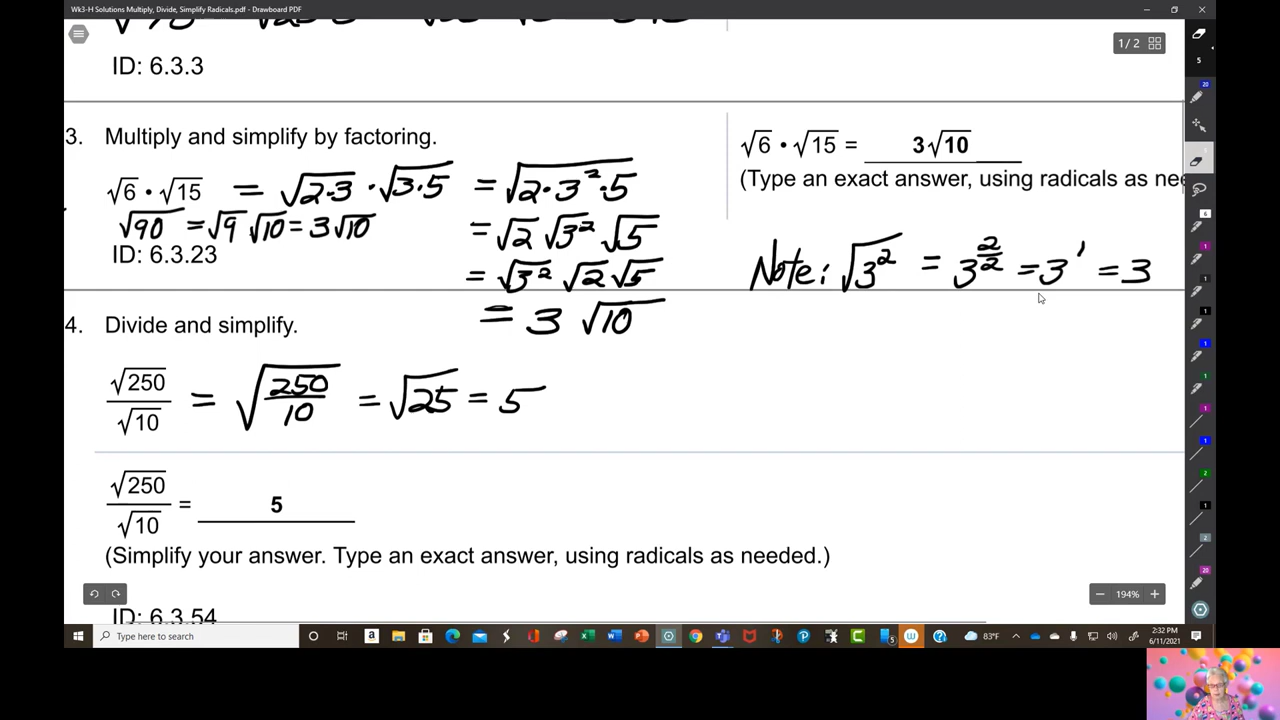 Wk3-H Solutions Multiply, Divide, Simplify Radicals.pdf - Drawboard PDF
1/2
ID: 6.3.3
3. Multiply and simplify by factoring.
√6 • √15 = √2·3 · √3·5 = √2·3²·5
√90 = √9 √10 = 3√10
= √2 √3² √5
ID: 6.3.23
= √3² √2 √5
= 3 √10
√6 • √15 = 3√10
(Type an exact answer, using radicals as nee
Note: √3² = 3^(2/2) = 3¹ = 3
4. Divide and simplify.
√250/√10 = √(250/10) = √25 = 5
√250/√10 = 5
(Simplify your answer. Type an exact answer, using radicals as needed.)
ID: 6.3.54
194%
Type here to search
83°F
2:32 PM
6/11/2021